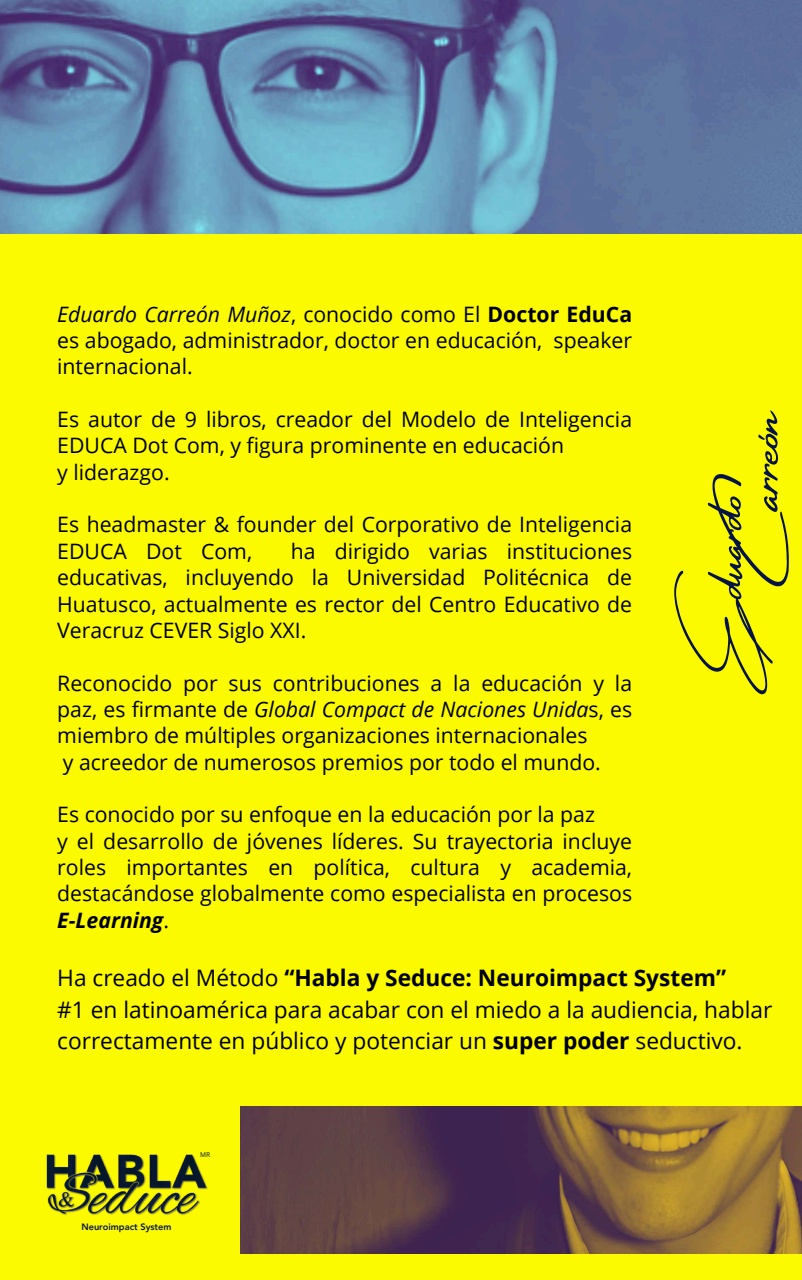 Eduardo Carreón Muñoz, conocido como El Doctor EduCa
es abogado, administrador, doctor en educación, speaker
internacional.
Es autor de 9 libros, creador del Modelo de Inteligencia
EDUCA Dot Com, y figura prominente en educación
y liderazgo.
Es headmaster & founder del Corporativo de Inteligencia
EDUCA Dot Com, ha dirigido varias instituciones
educativas, incluyendo la Universidad Politécnica de
Huatusco, actualmente es rector del Centro Educativo de
Veracruz CEVER Siglo XXI.
Reconocido por sus contribuciones a la educación y la
paz, es firmante de Global Compact de Naciones Unidas, es
miembro de múltiples organizaciones internacionales
y acreedor de numerosos premios por todo el mundo.
Es conocido por su enfoque en la educación por la paz
y el desarrollo de jóvenes líderes. Su trayectoria incluye
roles importantes en política, cultura y academia,
destacándose globalmente como especialista en procesos
E-Learning.
Ha creado el Método “Habla y Seduce: Neuroimpact System”
#1 en latinoamérica para acabar con el miedo a la audiencia, hablar
correctamente en público y potenciar un super poder seductivo.
Eduardo
Carreón
HABLA MR
&Seduce
Neuroimpact System